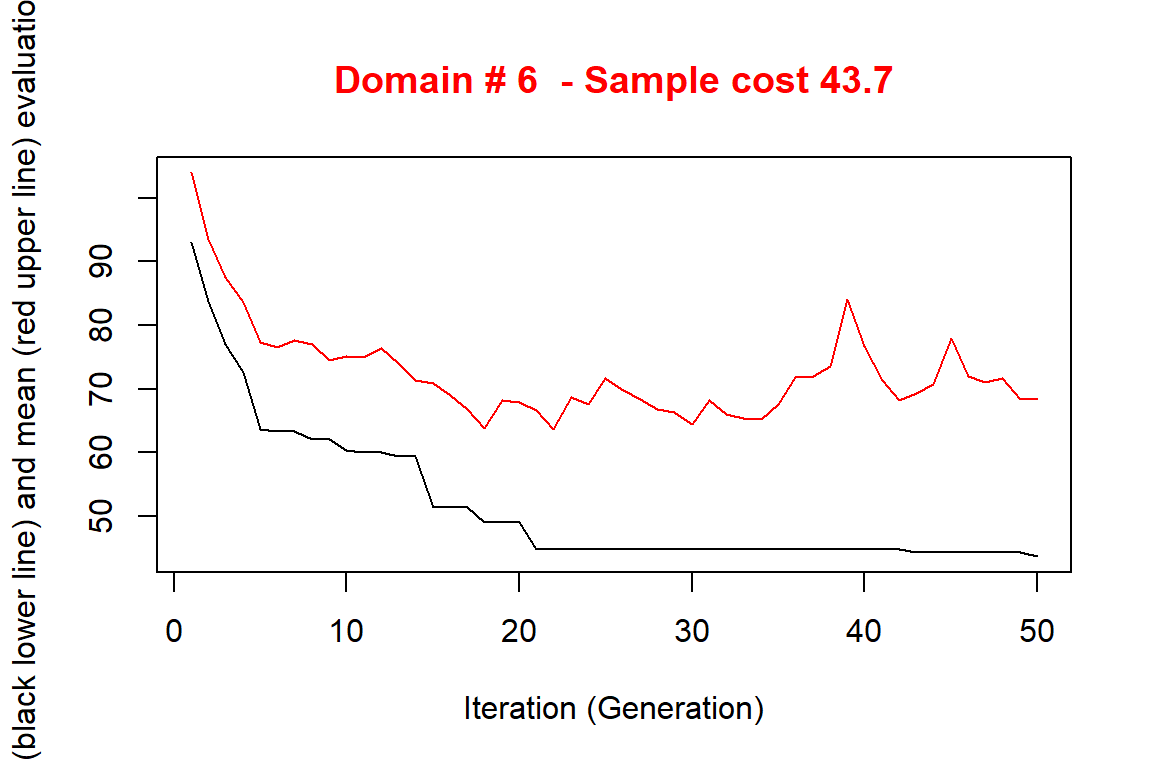 Domain # 6  - Sample cost 43.7
(black lower line) and mean (red upper line) evaluatio
90
80
70
60
50
0 10 20 30 40 50
Iteration (Generation)